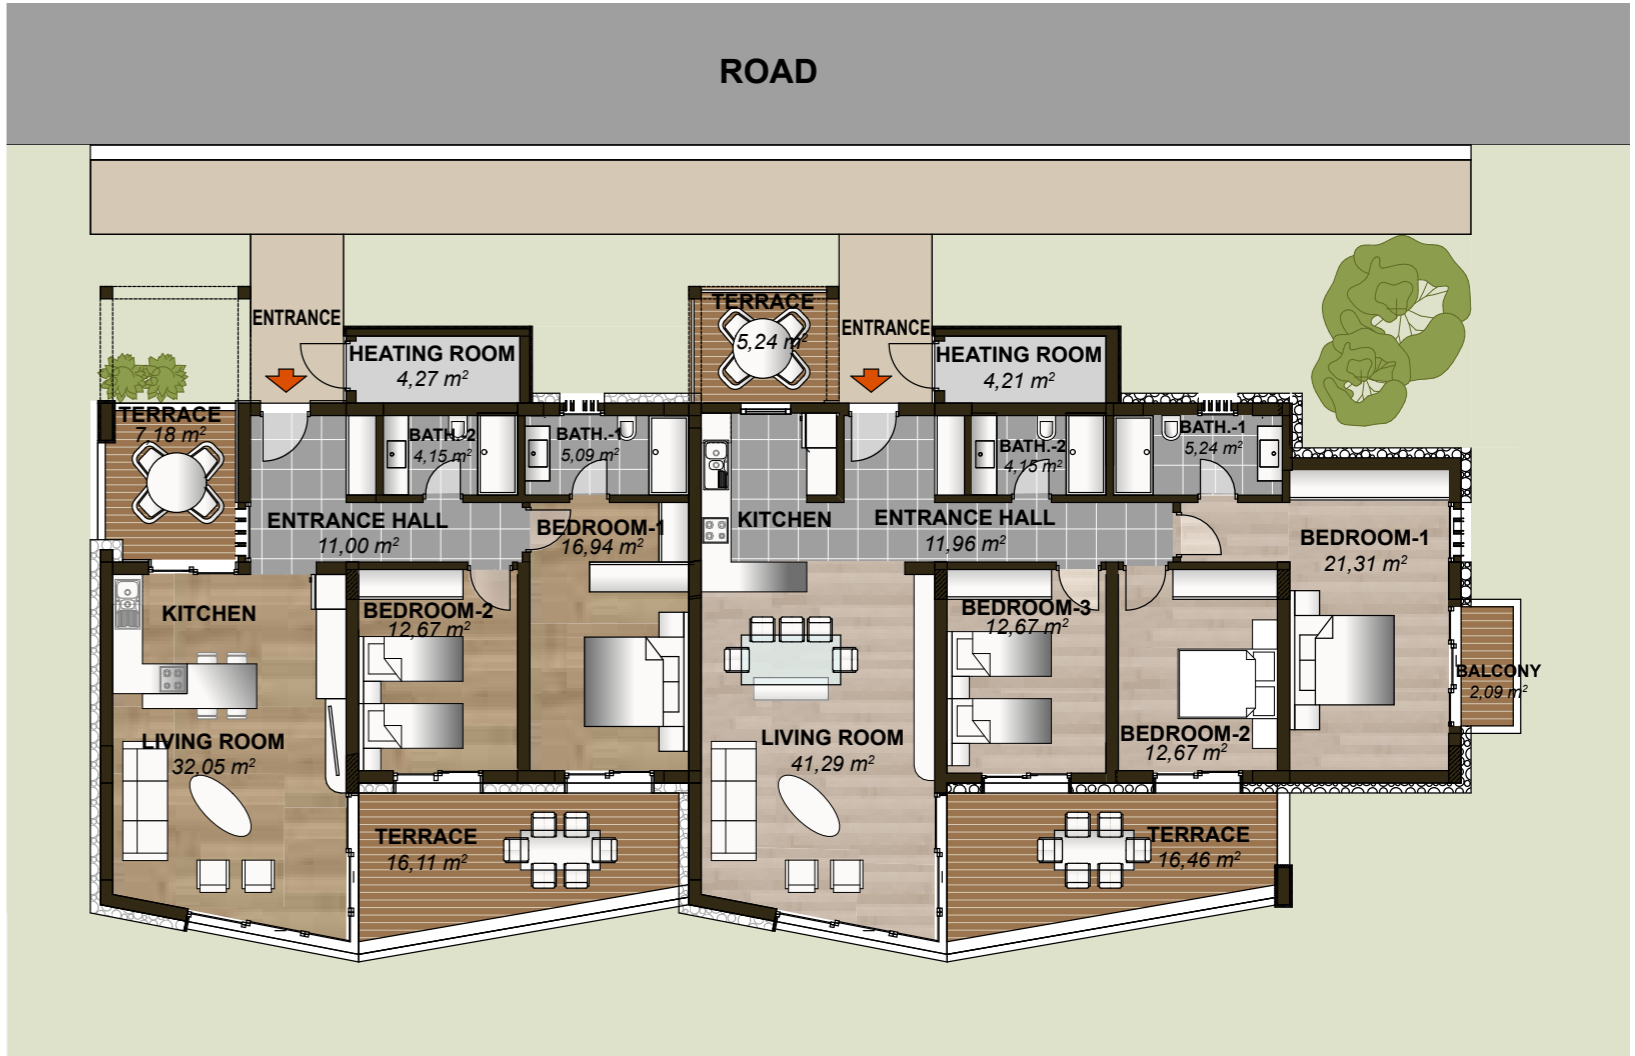 ROAD
ENTRANCE
HEATING ROOM
4,27 m²
TERRACE
5,24 m²
ENTRANCE
HEATING ROOM
4,21 m²
TERRACE
7,18 m²
BATH.-2
4,15 m²
BATH.-1
5,09 m²
BATH.-2
4,15 m²
BATH.-1
5,24 m²
ENTRANCE HALL
11,00 m²
BEDROOM-1
16,94 m²
KITCHEN
ENTRANCE HALL
11,96 m²
BEDROOM-1
21,31 m²
KITCHEN
BEDROOM-2
12,67 m²
BEDROOM-3
12,67 m²
BALCONY
2,09 m²
LIVING ROOM
32,05 m²
LIVING ROOM
41,29 m²
BEDROOM-2
12,67 m²
TERRACE
16,11 m²
TERRACE
16,46 m²